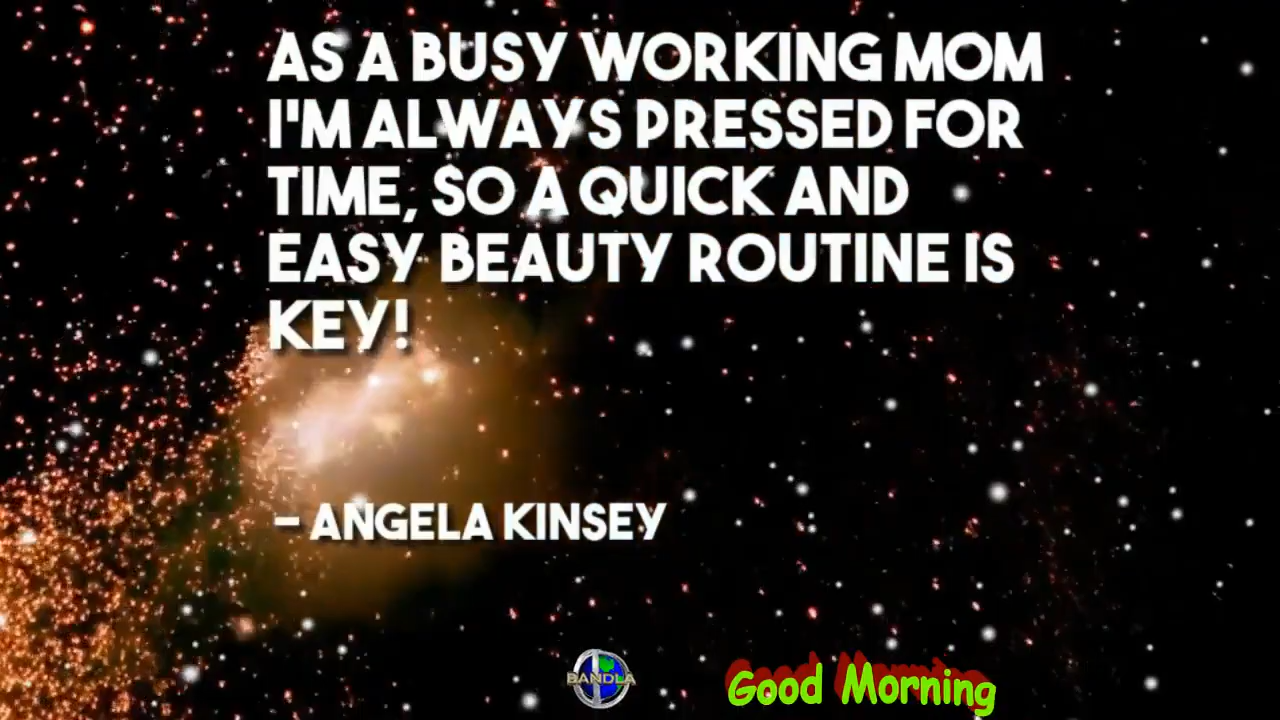 AS A BUSY WORKING MOM
I'M ALWAYS PRESSED FOR
TIME, SO A QUICK AND
EASY BEAUTY ROUTINE IS
KEY!
– ANGELA KINSEY
BANDLA
Good Morning